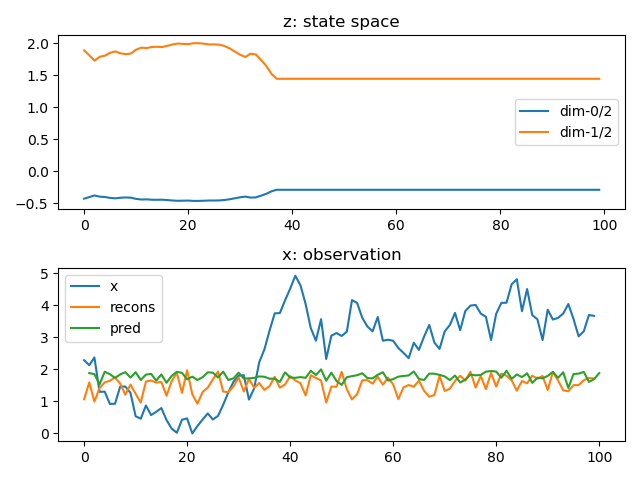 z: state space
2.0
1.5
1.0
0.5
0.0
−0.5
dim-0/2
dim-1/2
0 20 40 60 80 100
x: observation
5
4
3
2
1
0
x
recons
pred
0 20 40 60 80 100